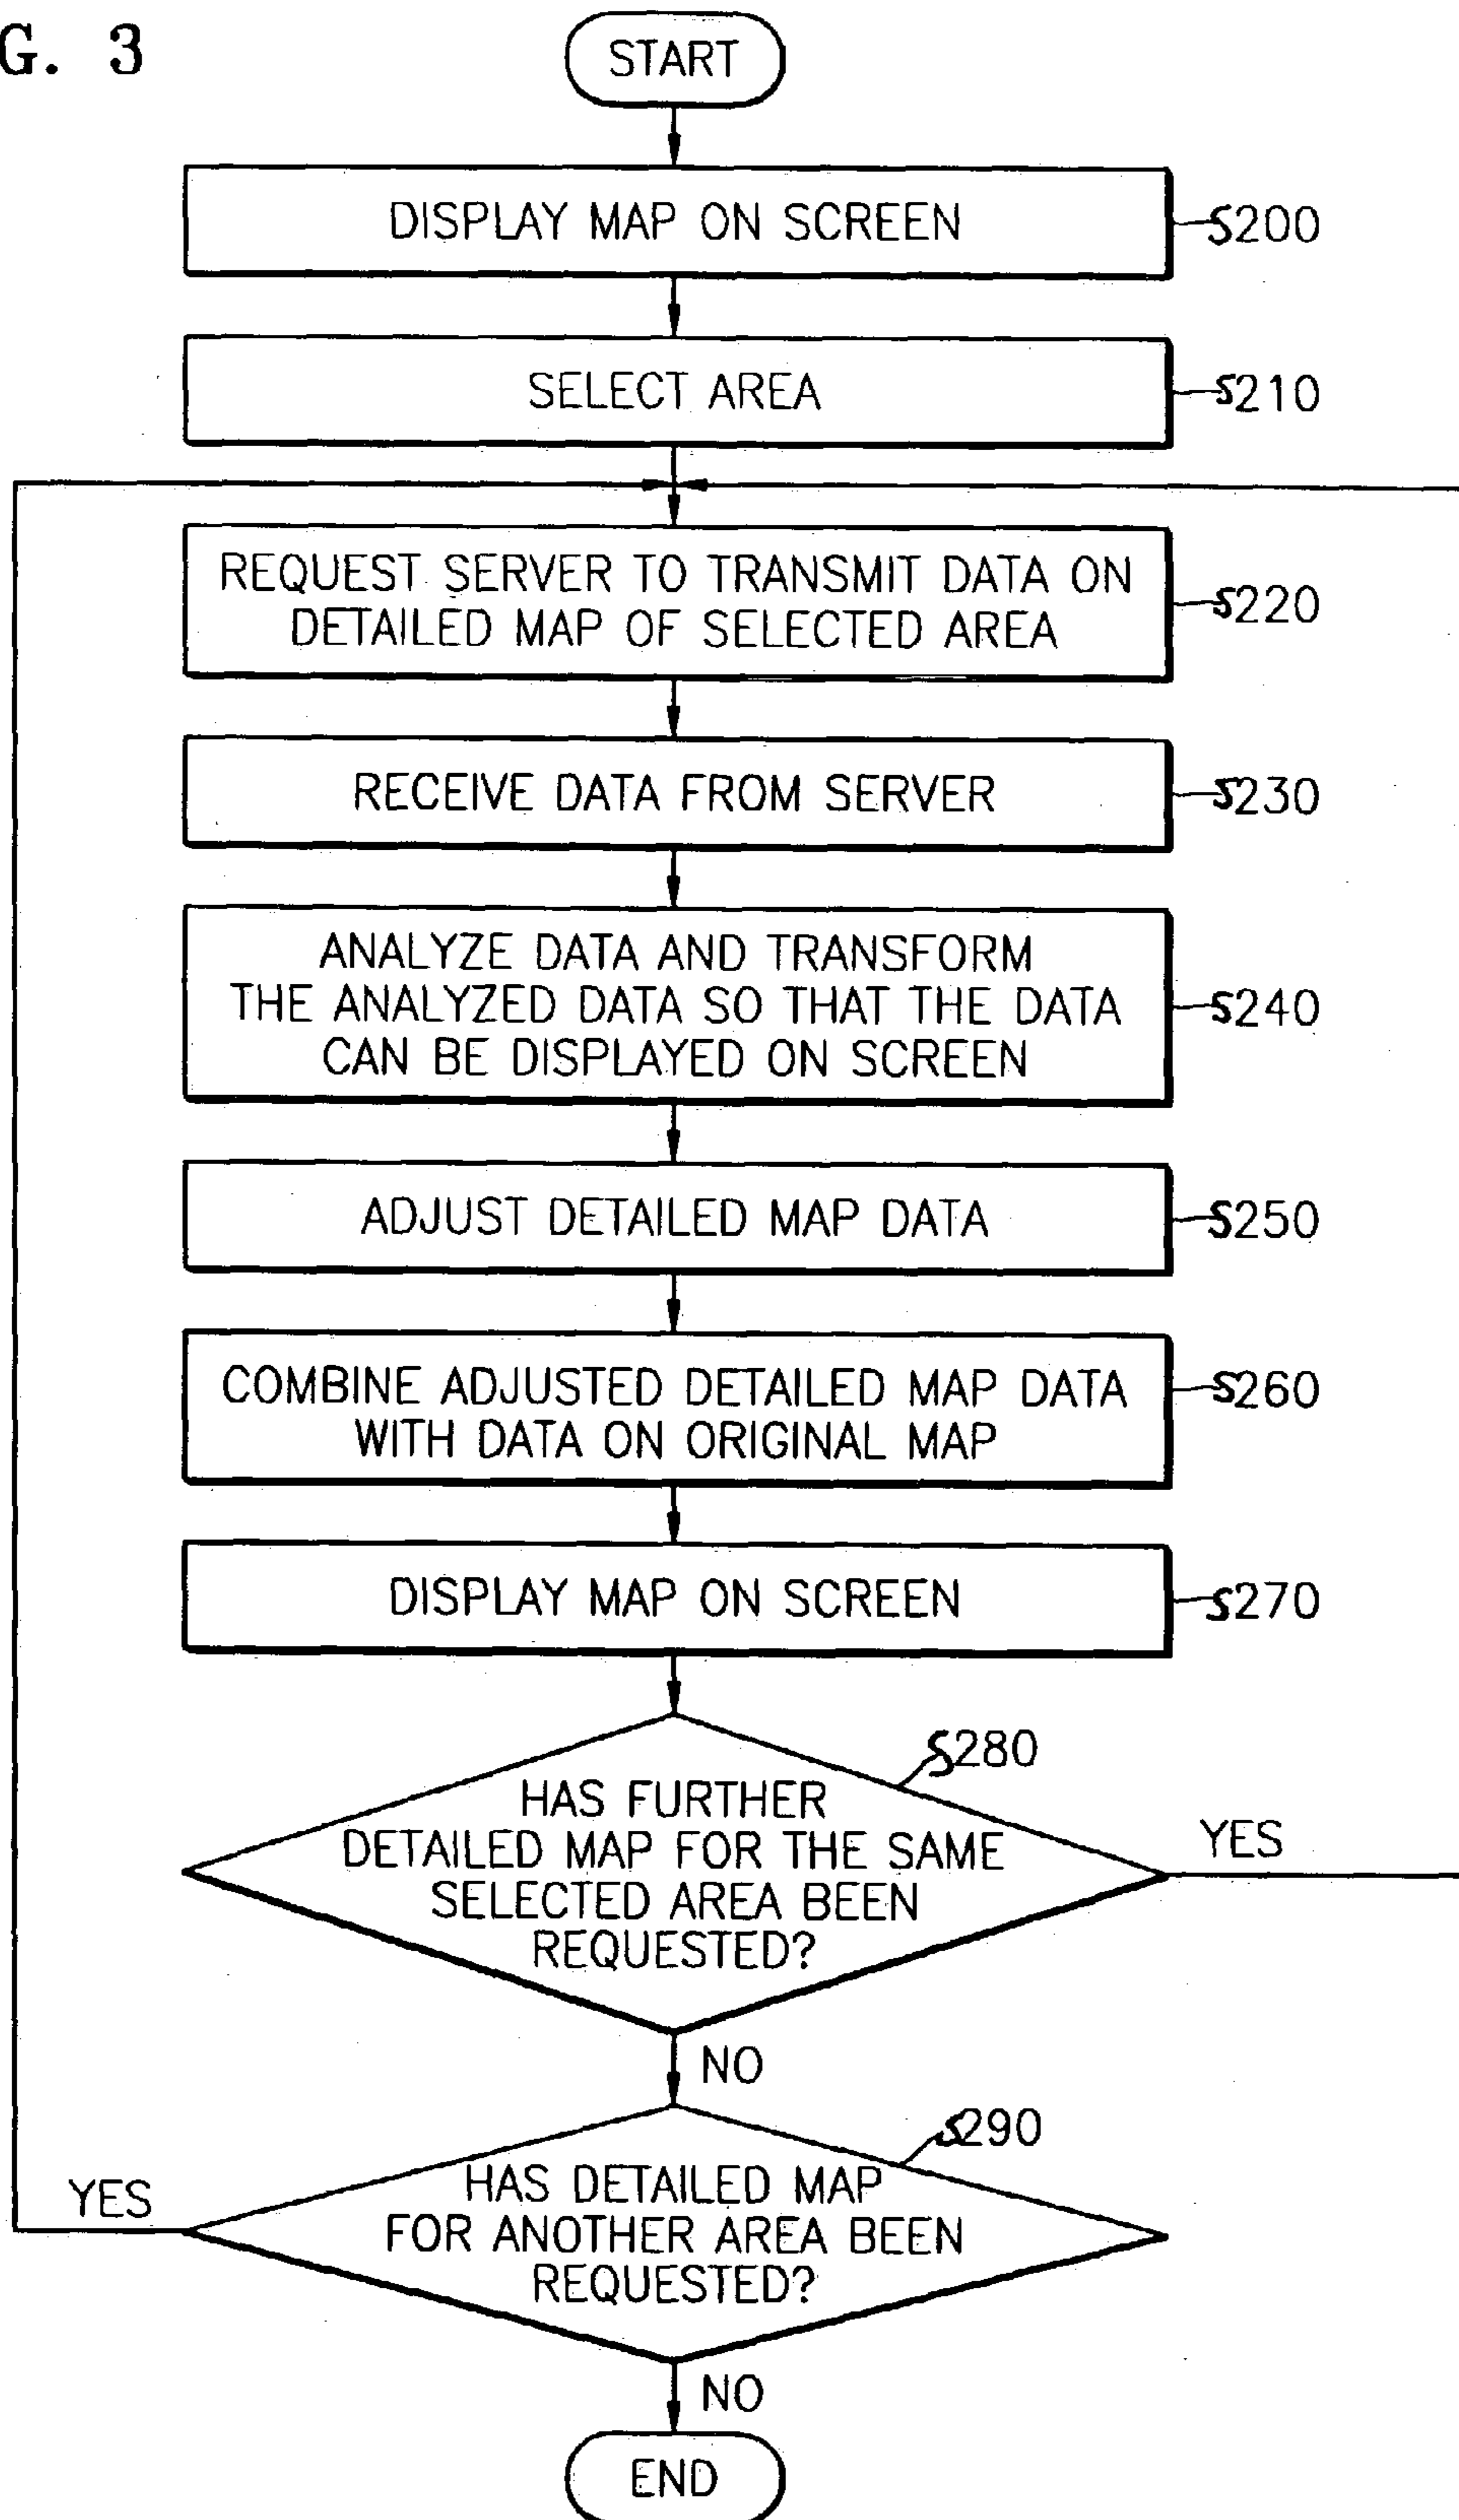 G. 3
START
DISPLAY MAP ON SCREEN
S200
SELECT AREA
S210
REQUEST SERVER TO TRANSMIT DATA ON
DETAILED MAP OF SELECTED AREA
S220
RECEIVE DATA FROM SERVER
S230
ANALYZE DATA AND TRANSFORM
THE ANALYZED DATA SO THAT THE DATA
CAN BE DISPLAYED ON SCREEN
S240
ADJUST DETAILED MAP DATA
S250
COMBINE ADJUSTED DETAILED MAP DATA
WITH DATA ON ORIGINAL MAP
S260
DISPLAY MAP ON SCREEN
S270
S280
HAS FURTHER
DETAILED MAP FOR THE SAME
SELECTED AREA BEEN
REQUESTED?
YES
NO
S290
HAS DETAILED MAP
FOR ANOTHER AREA BEEN
REQUESTED?
YES
NO
END